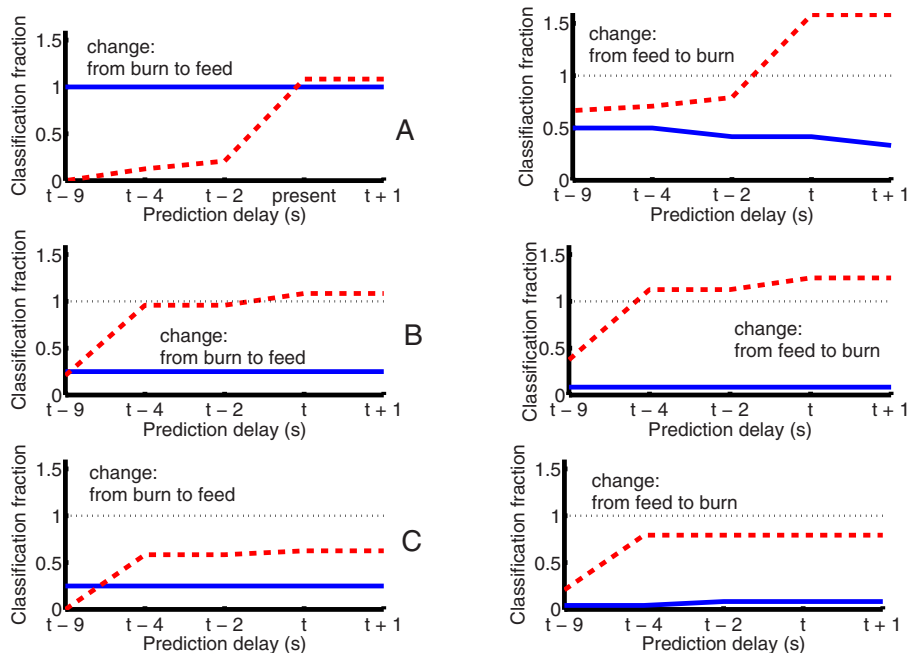 Classification fraction
1.5
1
0.5
0
change:
from burn to feed
t − 9
t − 4
t − 2
present
t + 1
Prediction delay (s)
A
Classifiaction fraction
1.5
1
0.5
0
change:
from feed to burn
t − 9
t − 4
t − 2
t
t + 1
Prediction delay (s)
Classification fraction
1.5
1
0.5
0
change:
from burn to feed
t − 9
t − 4
t − 2
t
t + 1
Prediction delay (s)
B
Classification fraction
1.5
1
0.5
0
change:
from feed to burn
t − 9
t − 4
t − 2
t
t + 1
Prediction delay (s)
Classification fraction
1.5
1
0.5
0
change:
from burn to feed
t − 9
t − 4
t − 2
t
t + 1
Prediction delay (s)
C
Classification fraction
1.5
1
0.5
0
change:
from feed to burn
t − 9
t − 4
t − 2
t
t + 1
Prediction delay (s)